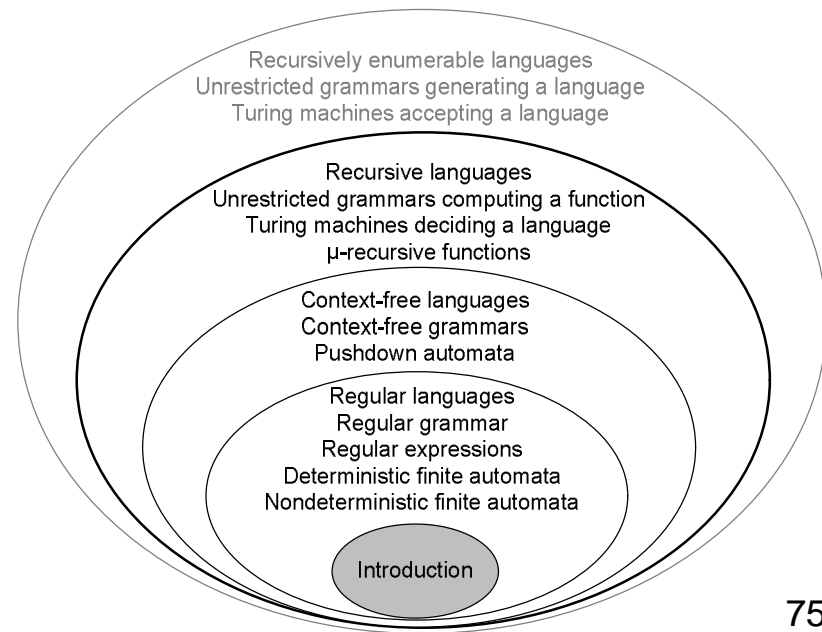 Recursively enumerable languages
Unrestricted grammars generating a language
Turing machines accepting a language
Recursive languages
Unrestricted grammars computing a function
Turing machines deciding a language
μ-recursive functions
Context-free languages
Context-free grammars
Pushdown automata
Regular languages
Regular grammar
Regular expressions
Deterministic finite automata
Nondeterministic finite automata
Introduction
75